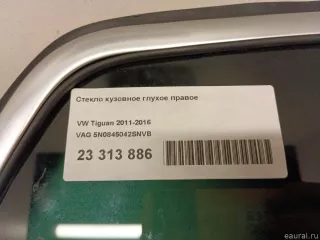 Стекло кузовное глухое правое
VW Tiguan 2011-2016
VAG 5N0845042SNVB
23 313 886
eaural.ru